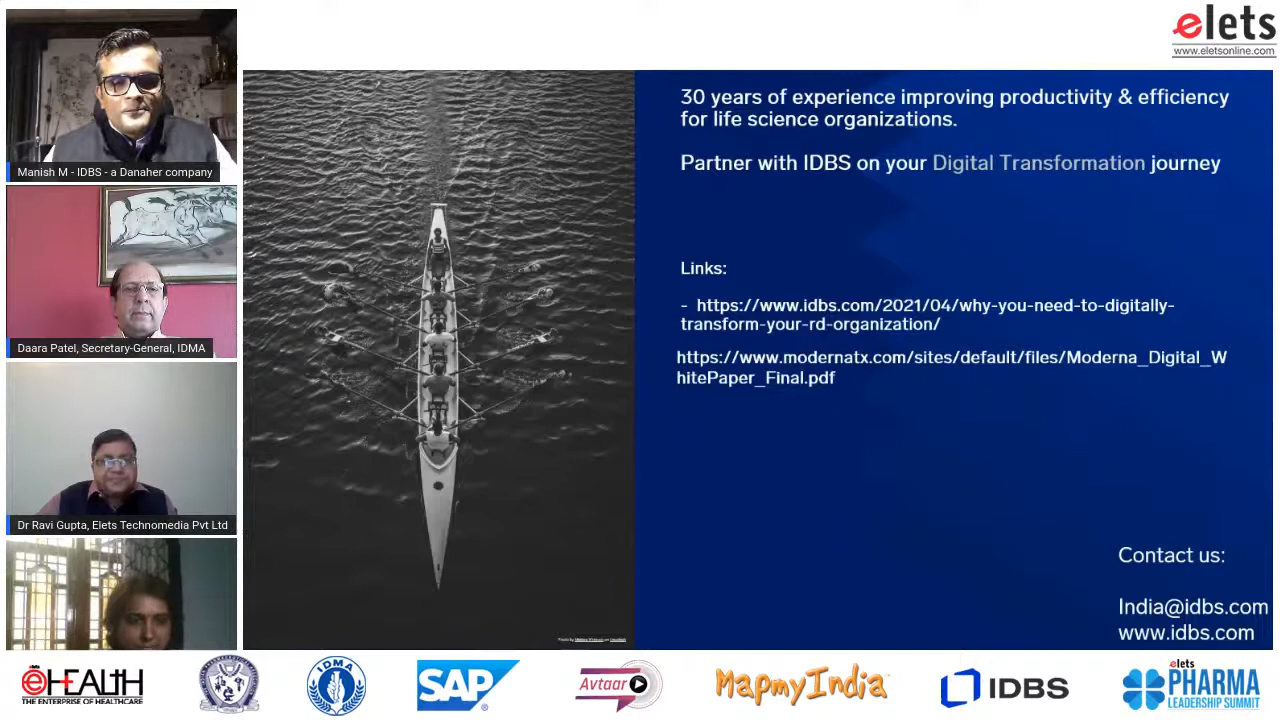 elets
www.eletsonline.com
Manish M - IDBS - a Danaher company
Daara Patel, Secretary-General, IDMA
Dr Ravi Gupta, Elets Technomedia Pvt Ltd
30 years of experience improving productivity & efficiency
for life science organizations.
Partner with IDBS on your Digital Transformation journey
Links:
- https://www.idbs.com/2021/04/why-you-need-to-digitally-
transform-your-rd-organization/
https://www.modernatx.com/sites/default/files/Moderna_Digital_W
hitePaper_Final.pdf
Contact us:
India@idbs.com
www.idbs.com
elets
eHEALTH
THE ENTERPRISE OF HEALTHCARE
IDMA
SAP
Avtaar
MapmyIndia
IDBS
elets
PHARMA
LEADERSHIP SUMMIT